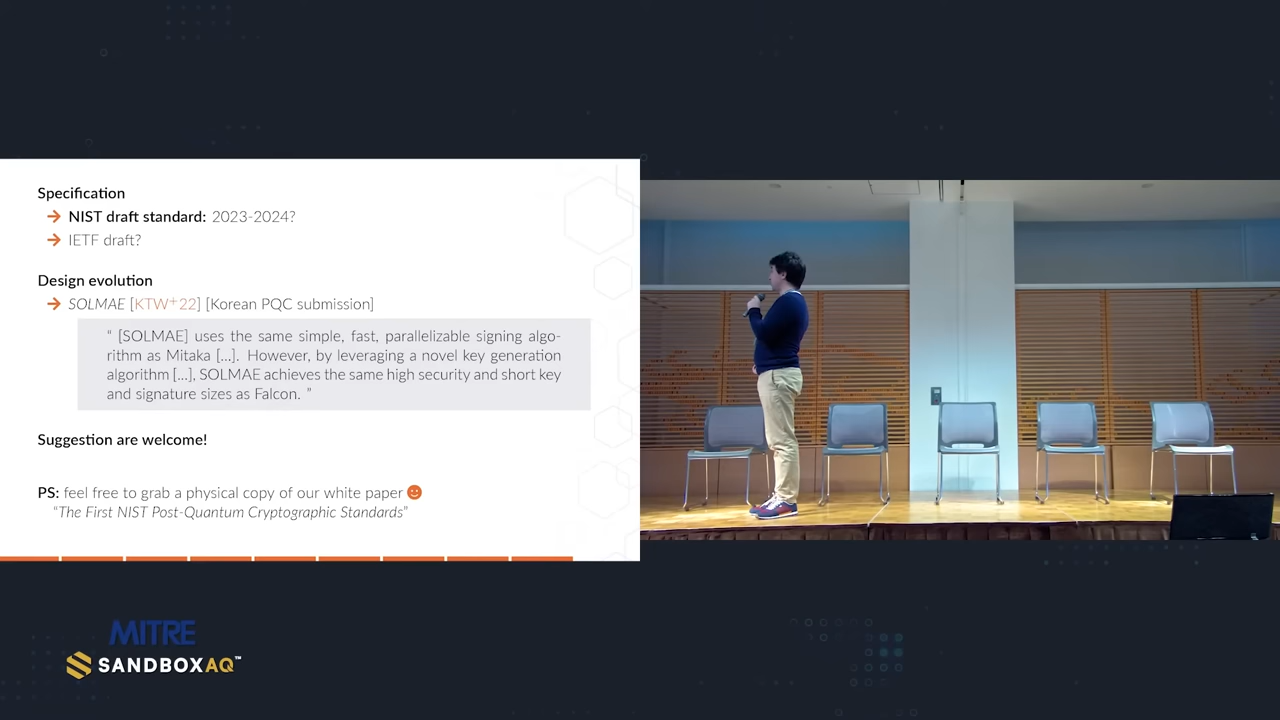 Specification
→ NIST draft standard: 2023-2024?
→ IETF draft?
Design evolution
→ SOLMAE [KTW+22] [Korean PQC submission]
“ [SOLMAE] uses the same simple, fast, parallelizable signing algo-
rithm as Mitaka [...]. However, by leveraging a novel key generation
algorithm [...], SOLMAE achieves the same high security and short key
and signature sizes as Falcon. ”
Suggestion are welcome!
PS: feel free to grab a physical copy of our white paper
“The First NIST Post-Quantum Cryptographic Standards”
MITRE
SANDBOXAQ™